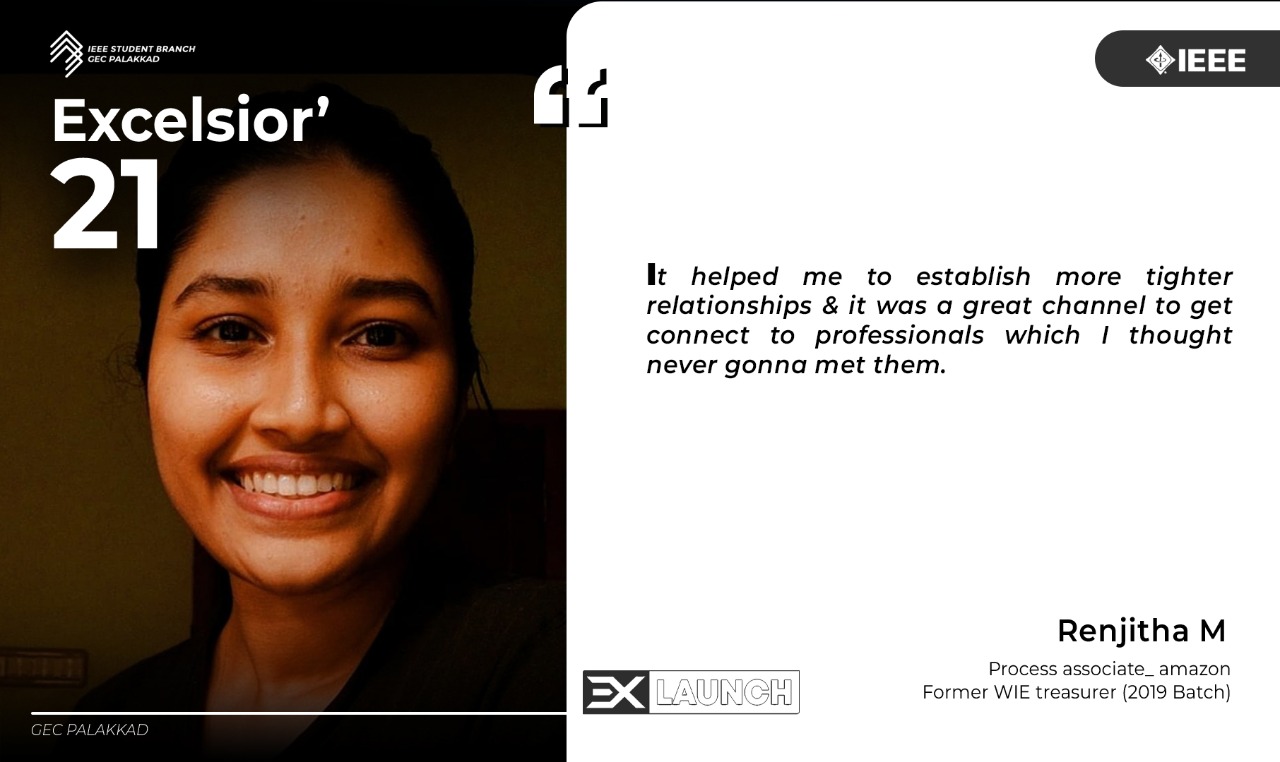 IEEE STUDENT BRANCH
GEC PALAKKAD
Excelsior’
21
IEEE
It helped me to establish more tighter
relationships & it was a great channel to get
connect to professionals which I thought
never gonna met them.
Renjitha M
Process associate_ amazon
Former WIE treasurer (2019 Batch)
EX LAUNCH
GEC PALAKKAD